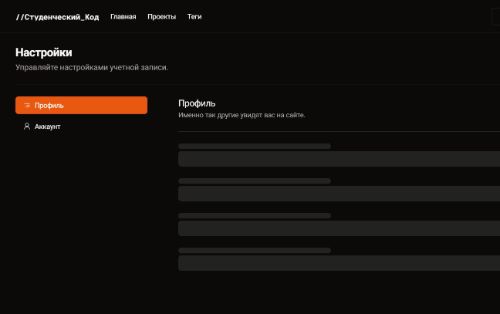 //Студенческий_Код Главная Проекты Теги
Настройки
Управляйте настройками учетной записи.
Профиль
Аккаунт
Профиль
Именно так другие увидят вас на сайте.